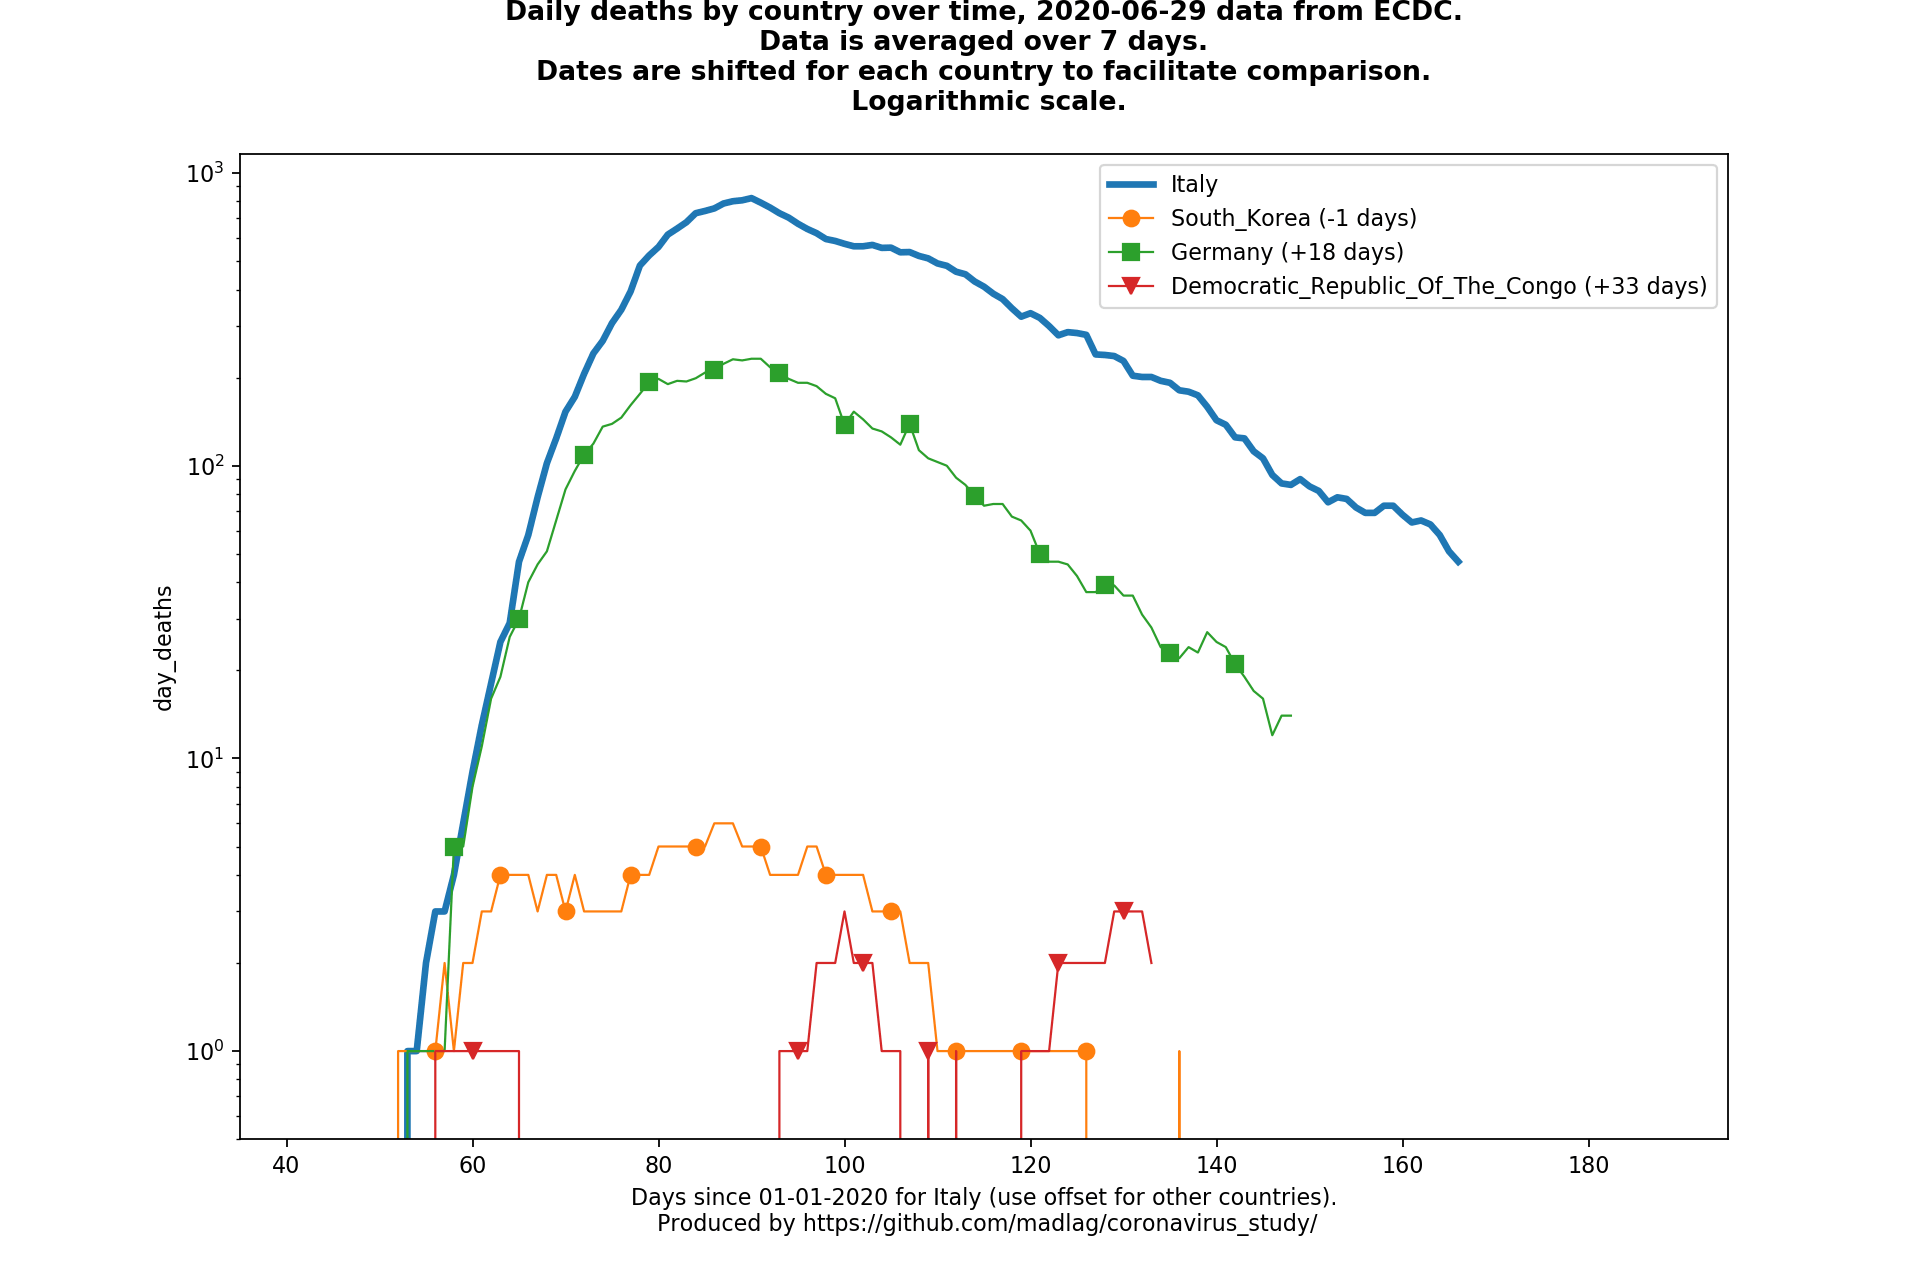 Daily deaths by country over time, 2020-06-29 data from ECDC.
Data is averaged over 7 days.
Dates are shifted for each country to facilitate comparison.
Logarithmic scale.
10³
10²
10¹
10⁰
day_deaths
Italy
South_Korea (-1 days)
Germany (+18 days)
Democratic_Republic_Of_The_Congo (+33 days)
40 60 80 100 120 140 160 180
Days since 01-01-2020 for Italy (use offset for other countries).
Produced by https://github.com/madlag/coronavirus_study/